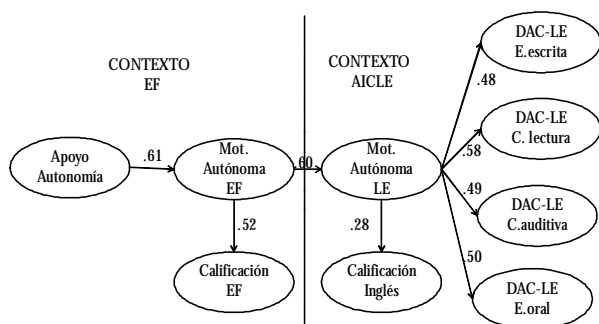 CONTEXTO
EF
CONTEXTO
AICLE
DAC-LE
E.escrita
.48
DAC-LE
C. lectura
.58
Apoyo
Autonomía
.61
Mot.
Autónoma
EF
.60
Mot.
Autónoma
LE
.49
DAC-LE
C.auditiva
.52
.28
.50
Calificación
EF
Calificación
Inglés
DAC-LE
E.oral